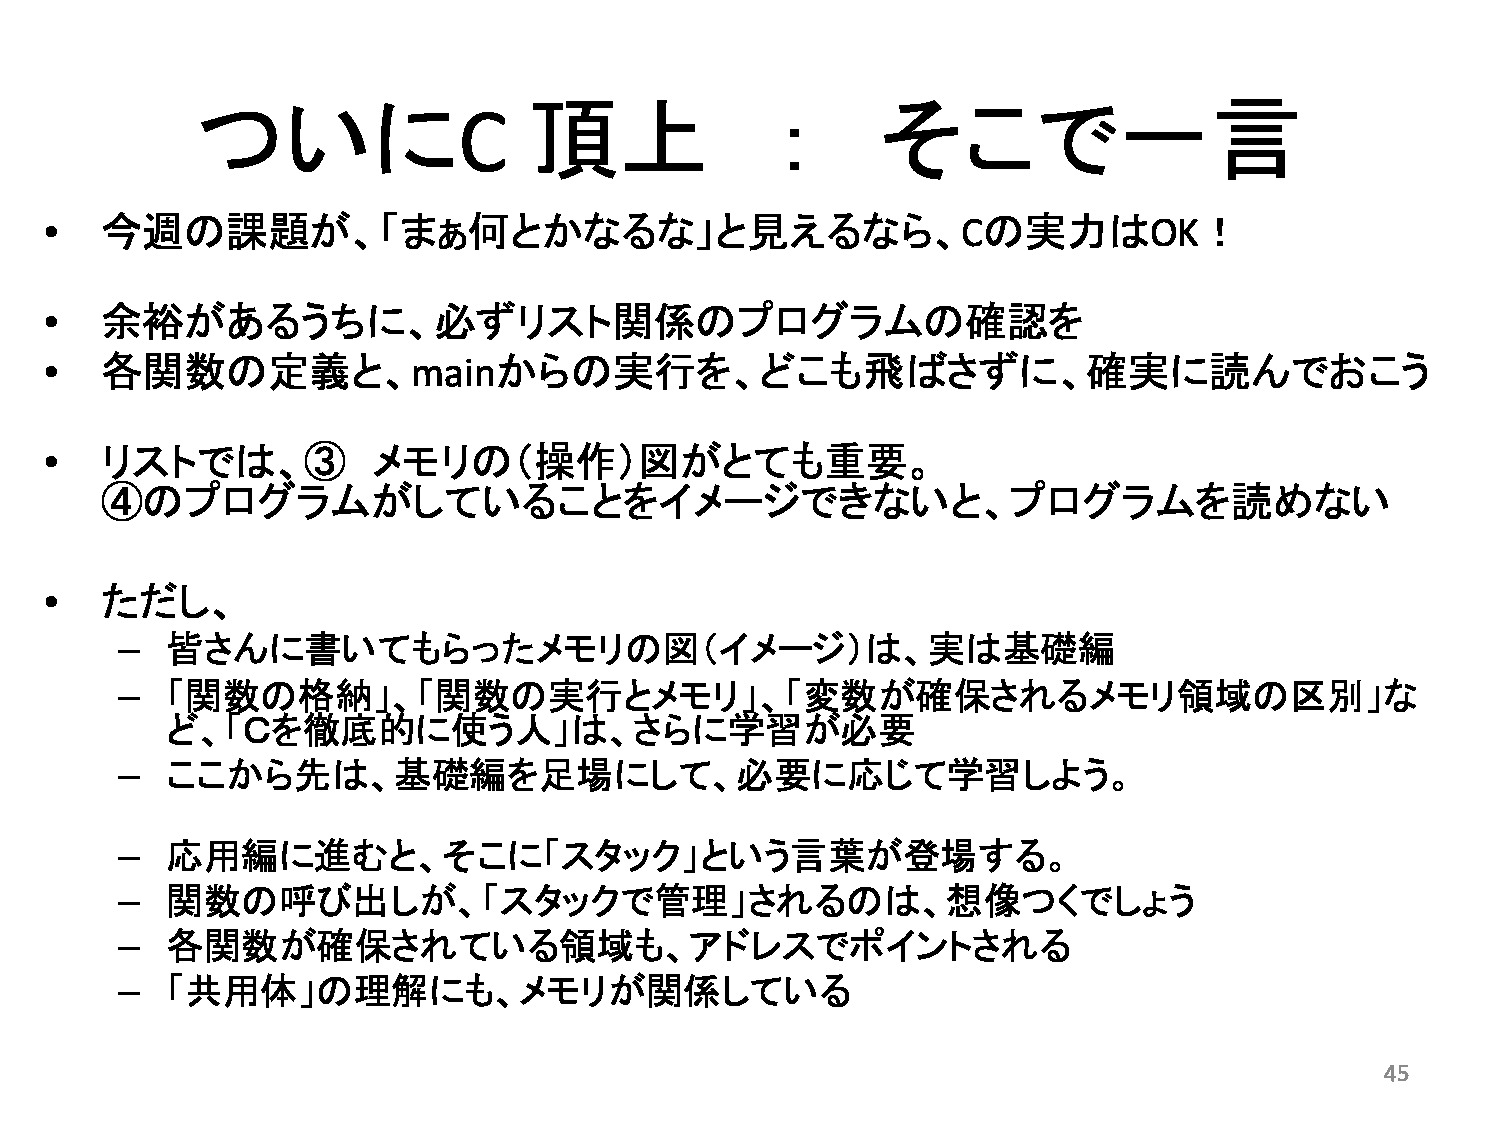 ついにC 頂上　：　そこで一言
• 今週の課題が、「まぁ何とかなるな」と見えるなら、Cの実力はOK！
• 余裕があるうちに、必ずリスト関係のプログラムの確認を
• 各関数の定義と、mainからの実行を、どこも飛ばさずに、確実に読んでおこう
• リストでは、③　メモリの（操作）図がとても重要。
④のプログラムがしていることをイメージできないと、プログラムを読めない
• ただし、
– 皆さんに書いてもらったメモリの図（イメージ）は、実は基礎編
– 「関数の格納」、「関数の実行とメモリ」、「変数が確保されるメモリ領域の区別」な
ど、「Cを徹底的に使う人」は、さらに学習が必要
– ここから先は、基礎編を足場にして、必要に応じて学習しよう。
– 応用編に進むと、そこに「スタック」という言葉が登場する。
– 関数の呼び出しが、「スタックで管理」されるのは、想像つくでしょう
– 各関数が確保されている領域も、アドレスでポイントされる
– 「共用体」の理解にも、メモリが関係している
45